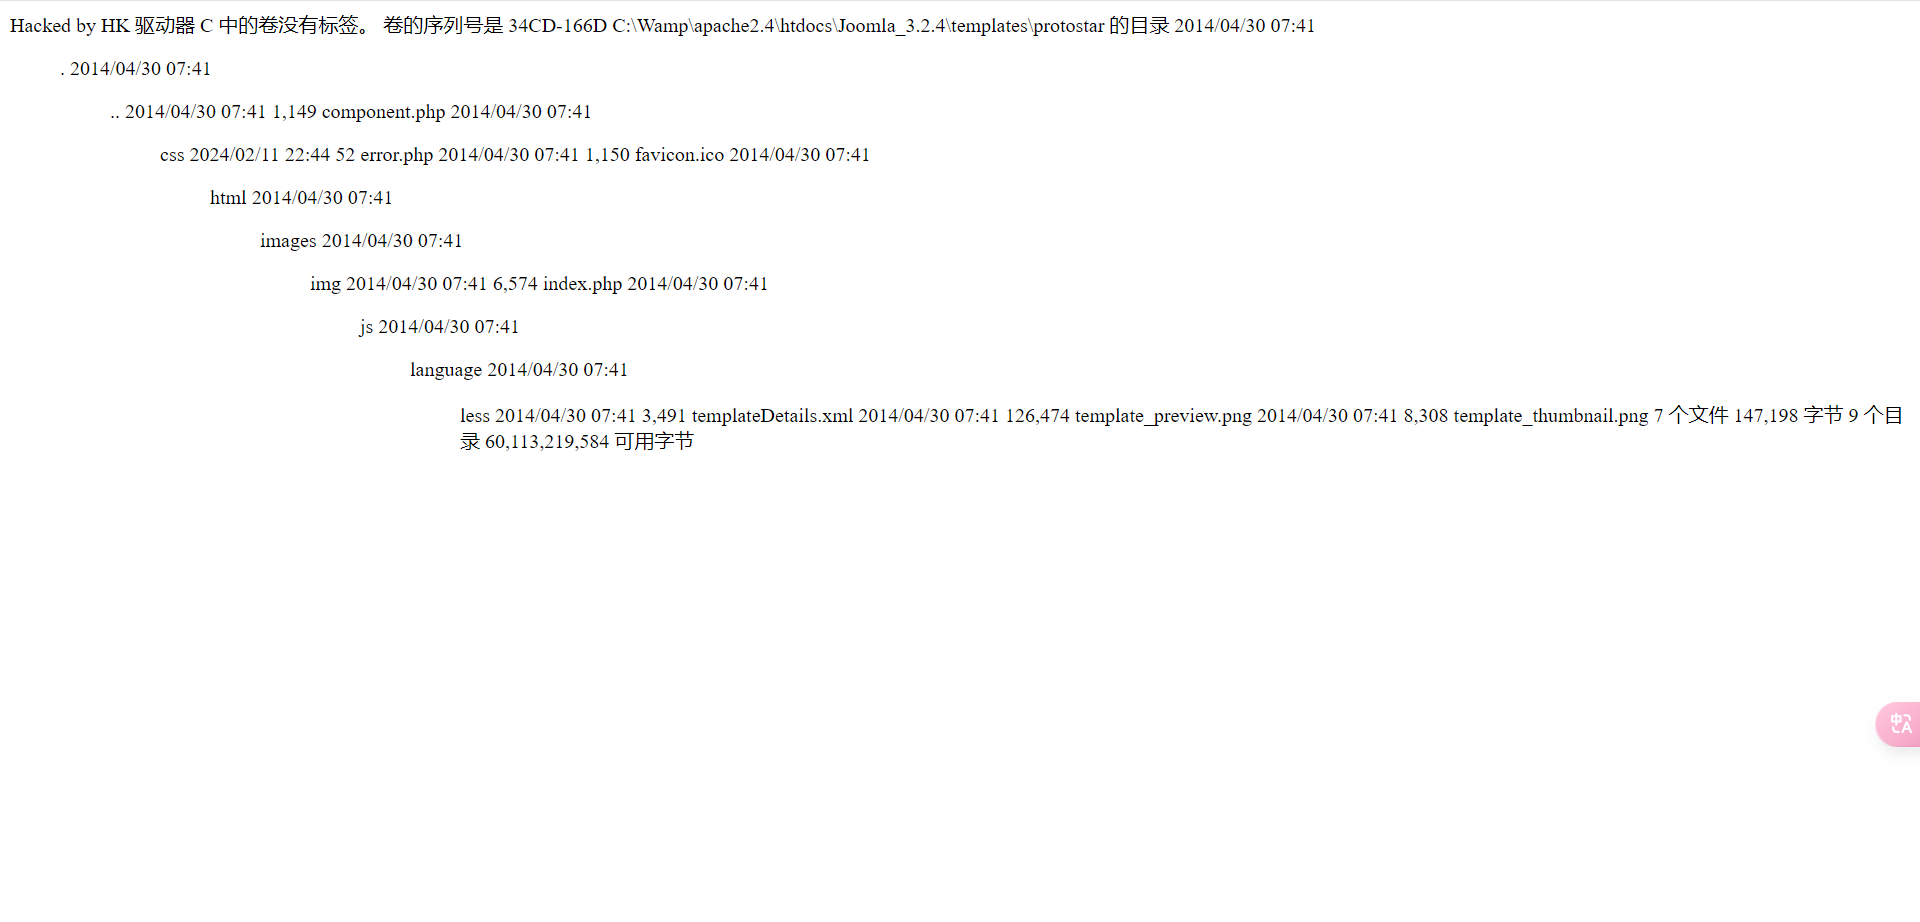 Hacked by HK 驱动器 C 中的卷没有标签。 卷的序列号是 34CD-166D C:\Wamp\apache2.4\htdocs\Joomla_3.2.4\templates\protostar 的目录 2014/04/30 07:41
. 2014/04/30 07:41
.. 2014/04/30 07:41 1,149 component.php 2014/04/30 07:41
css 2024/02/11 22:44 52 error.php 2014/04/30 07:41 1,150 favicon.ico 2014/04/30 07:41
html 2014/04/30 07:41
images 2014/04/30 07:41
img 2014/04/30 07:41 6,574 index.php 2014/04/30 07:41
js 2014/04/30 07:41
language 2014/04/30 07:41
less 2014/04/30 07:41 3,491 templateDetails.xml 2014/04/30 07:41 126,474 template_preview.png 2014/04/30 07:41 8,308 template_thumbnail.png 7 个文件 147,198 字节 9 个目
录 60,113,219,584 可用字节
中
A